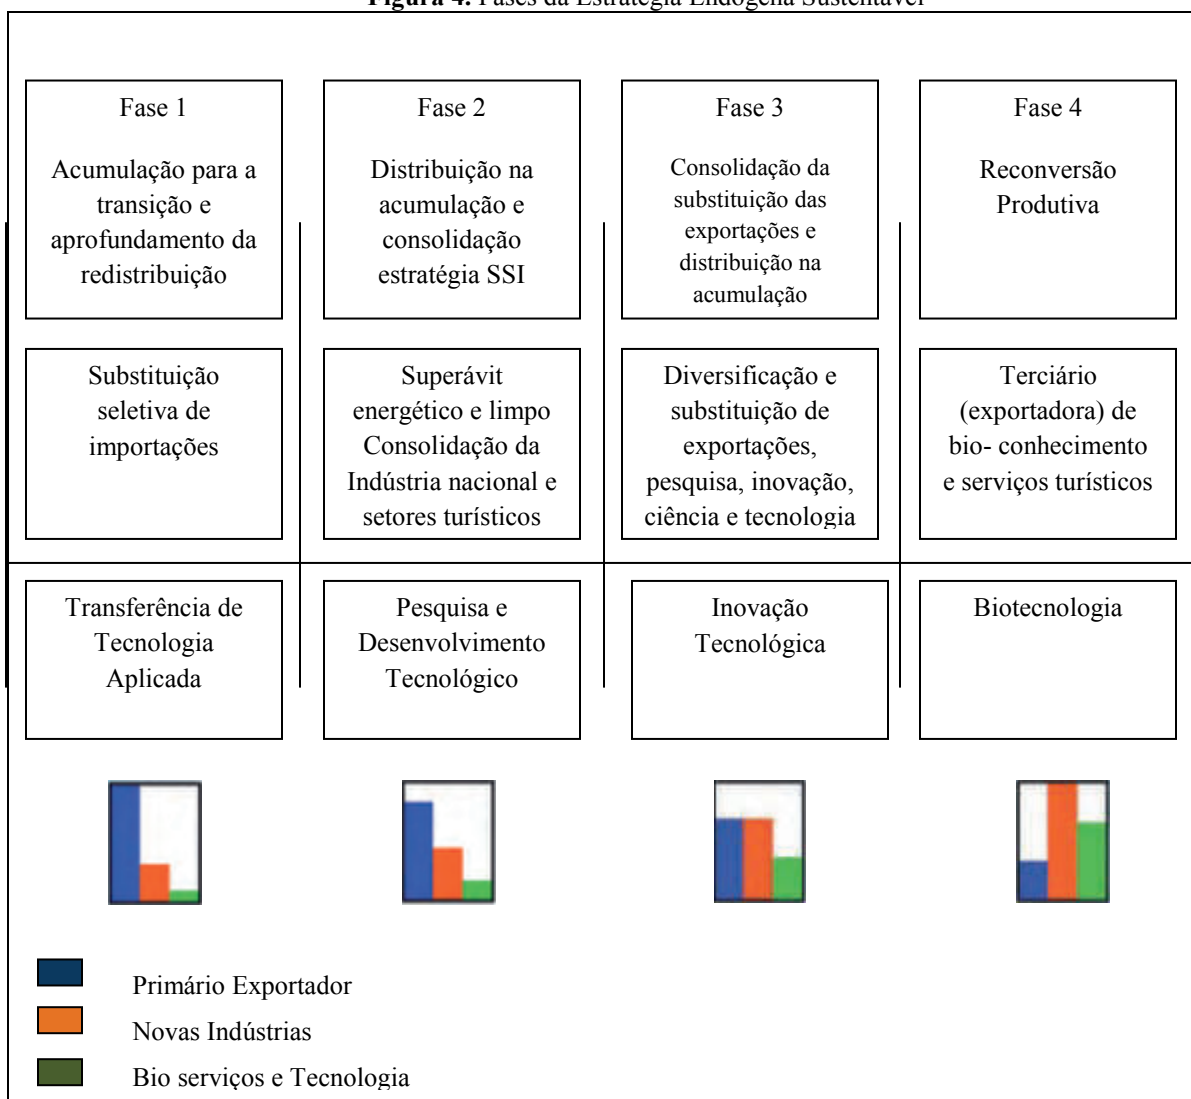 Figura 4. Fases da Estratégia Endógena Sustentável
Fase 1
Acumulação para a
transição e
aprofundamento da
redistribuição
Fase 2
Distribuição na
acumulação e
consolidação
estratégia SSI
Fase 3
Consolidação da
substituição das
exportações e
distribuição na
acumulação
Fase 4
Reconversão
Produtiva
Substituição
seletiva de
importações
Superávit
energético e limpo
Consolidação da
Indústria nacional e
setores turísticos
Diversificação e
substituição de
exportações,
pesquisa, inovação,
ciência e tecnologia
Terciário
(exportadora) de
bio- conhecimento
e serviços turísticos
Transferência de
Tecnologia
Aplicada
Pesquisa e
Desenvolvimento
Tecnológico
Inovação
Tecnológica
Biotecnologia
Primário Exportador
Novas Indústrias
Bio serviços e Tecnologia